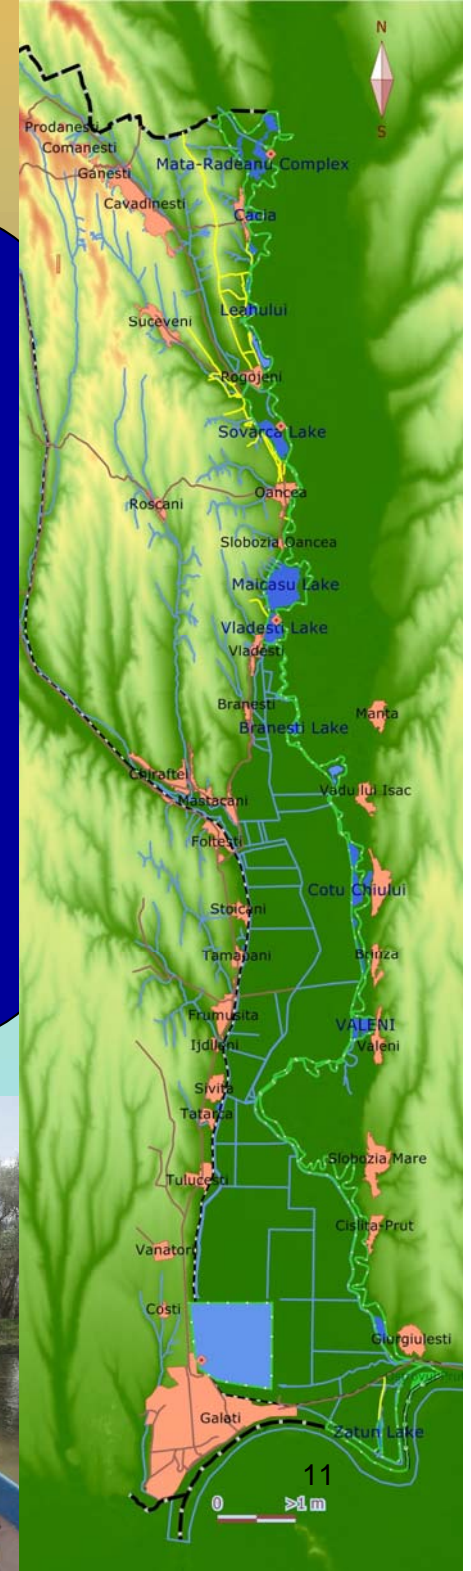 N
S
Prodanesti
Comanesti
Ganesti
Mata-Radeanu Complex
Cavadinesti
Cacia
Leahului
Suceveni
Rogojeni
Sovarca Lake
Oancea
Roscani
Slobozia Oancea
Maicasu Lake
Vladesti Lake
Vladesti
Branesti
Manta
Branesti Lake
Chiraftei
Vadu lui Isac
Mastacani
Foltesti
Cotu Chiului
Stoicani
Brinza
Tamaoani
Frumusita
VALENI
Ijdileni
Valeni
Sivita
Tatarca
Slobozia Mare
Tulucesti
Cislita-Prut
Vanatori
Costi
Giurgiulesti
Galati
Zatun Lake
11
0 >1 m